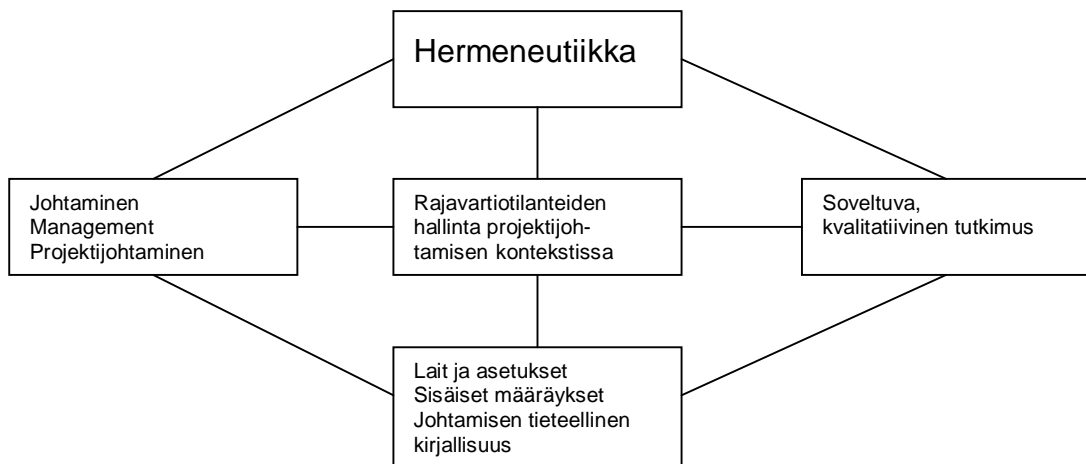 Hermeneutiikka
Johtaminen
Management
Projektijohtaminen
Rajavartiotilanteiden
hallinta projektijoh-
tamisen kontekstissa
Soveltuva,
kvalitatiivinen tutkimus
Lait ja asetukset
Sisäiset määräykset
Johtamisen tieteellinen
kirjallisuus